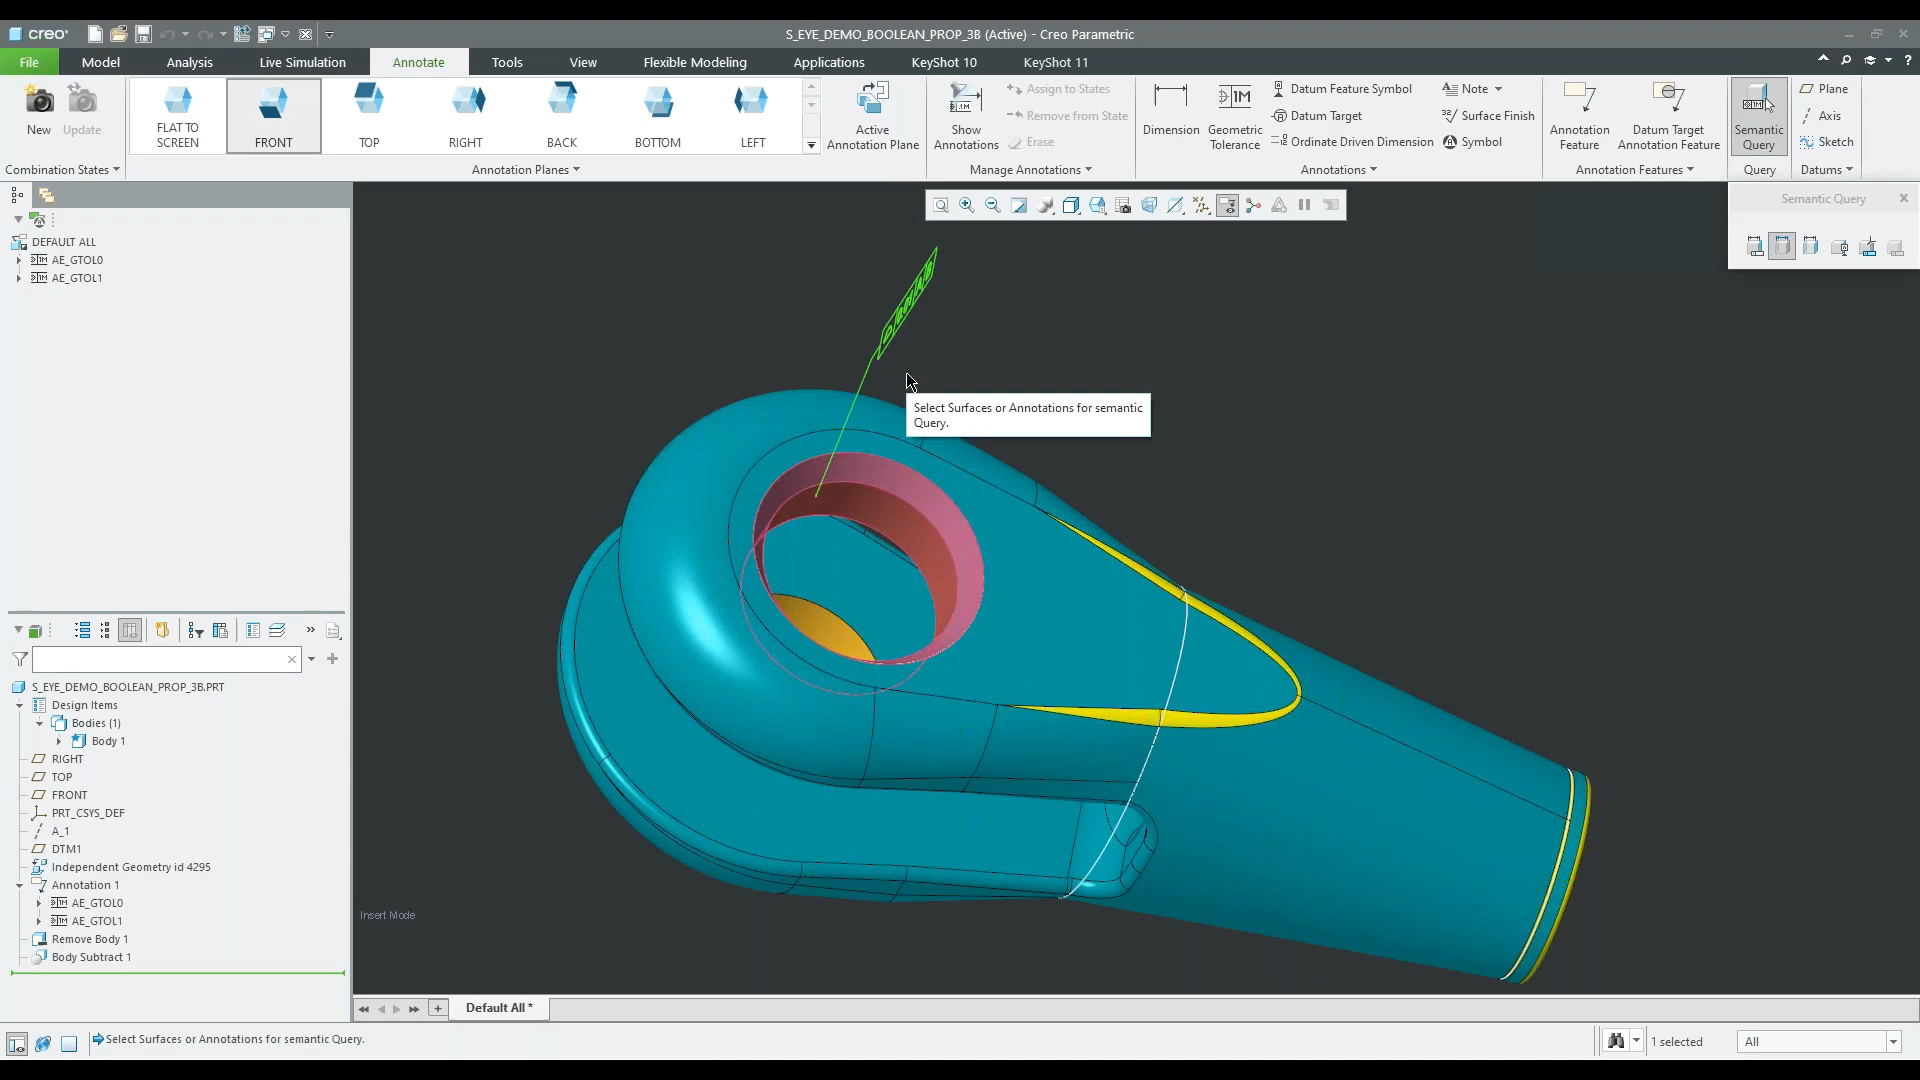 creo
S_EYE_DEMO_BOOLEAN_PROP_3B (Active) - Creo Parametric
File
Model
Analysis
Live Simulation
Annotate
Tools
View
Flexible Modeling
Applications
KeyShot 10
KeyShot 11
New
Update
Combination States
FLAT TO
SCREEN
FRONT
TOP
RIGHT
BACK
BOTTOM
LEFT
Annotation Planes
Active
Annotation Plane
Show
Annotations
Assign to States
Remove from State
Erase
Manage Annotations
Dimension
Geometric
Tolerance
Datum Feature Symbol
Datum Target
Ordinate Driven Dimension
Note
Surface Finish
Symbol
Annotations
Annotation
Feature
Datum Target
Annotation Feature
Annotation Features
Semantic
Query
Query
Plane
Axis
Sketch
Datums
Semantic Query
DEFAULT ALL
AE_GTOL0
AE_GTOL1
Select Surfaces or Annotations for semantic
Query.
S_EYE_DEMO_BOOLEAN_PROP_3B.PRT
Design Items
Bodies (1)
Body 1
RIGHT
TOP
FRONT
PRT_CSYS_DEF
A_1
DTM1
Independent Geometry id 4295
Annotation 1
AE_GTOL0
AE_GTOL1
Remove Body 1
Body Subtract 1
Insert Mode
Default All *
Select Surfaces or Annotations for semantic Query.
1 selected
All